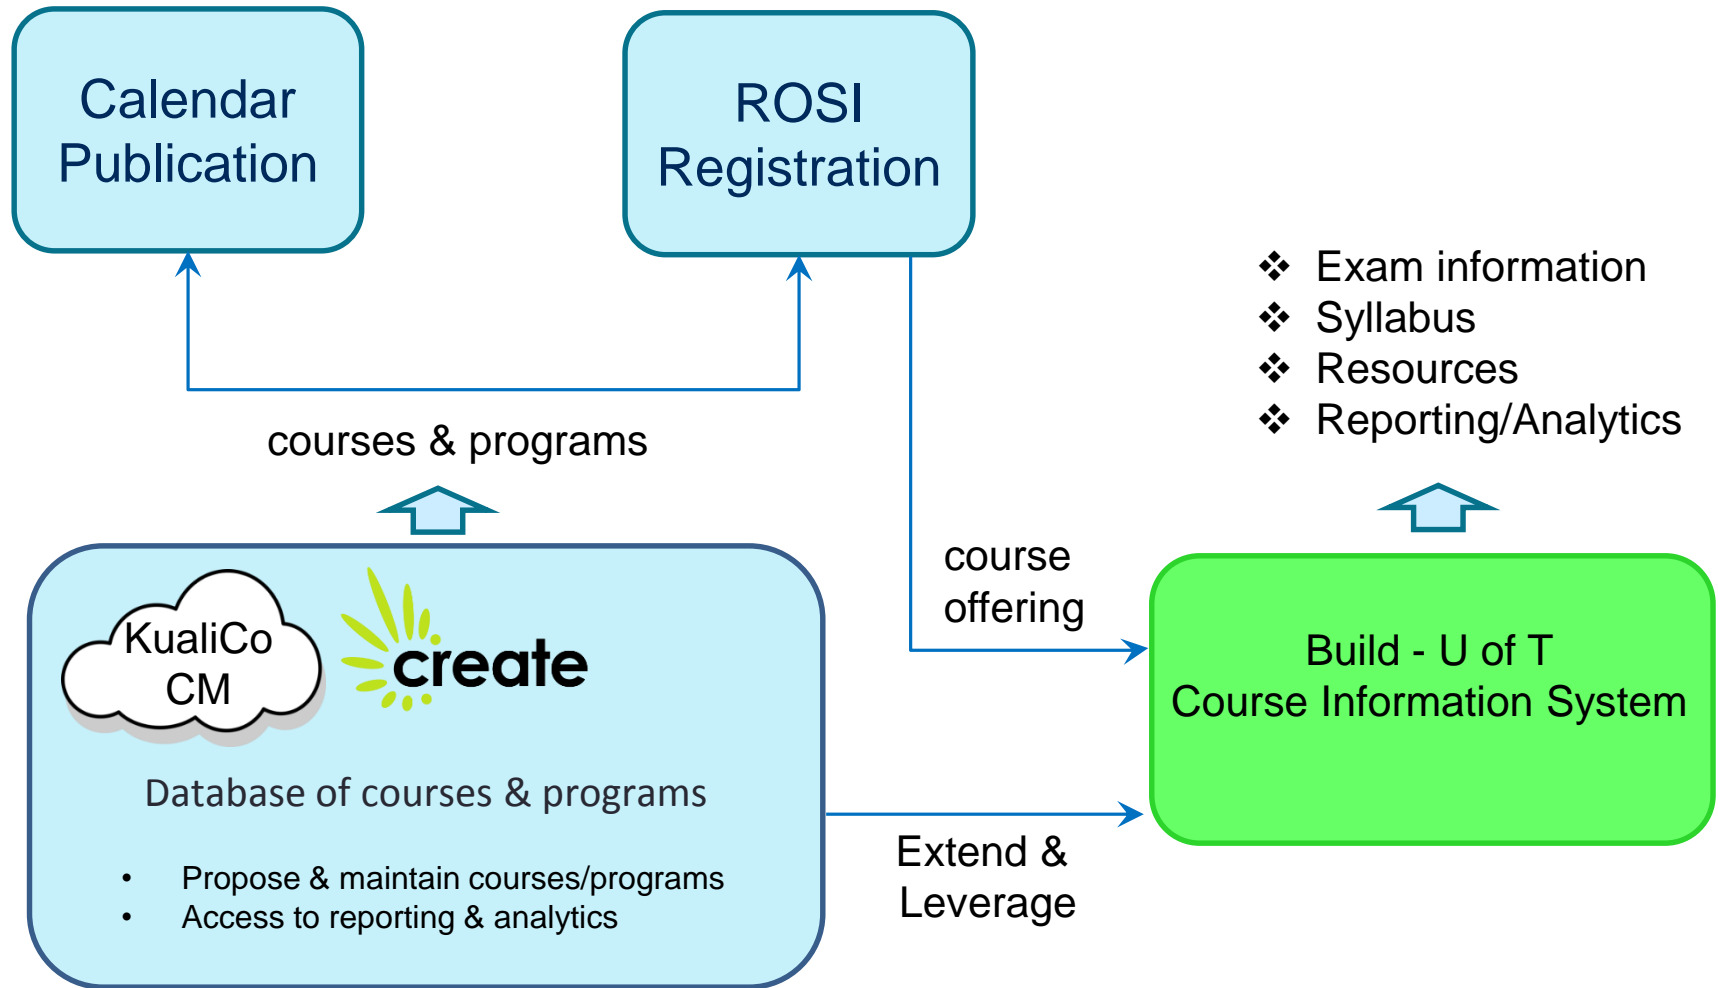 Calendar
Publication
ROSI
Registration
❖ Exam information
❖ Syllabus
❖ Resources
❖ Reporting/Analytics
courses & programs
course
offering
KualiCo
CM
create
Database of courses & programs
• Propose & maintain courses/programs
• Access to reporting & analytics
Build - U of T
Course Information System
Extend &
Leverage